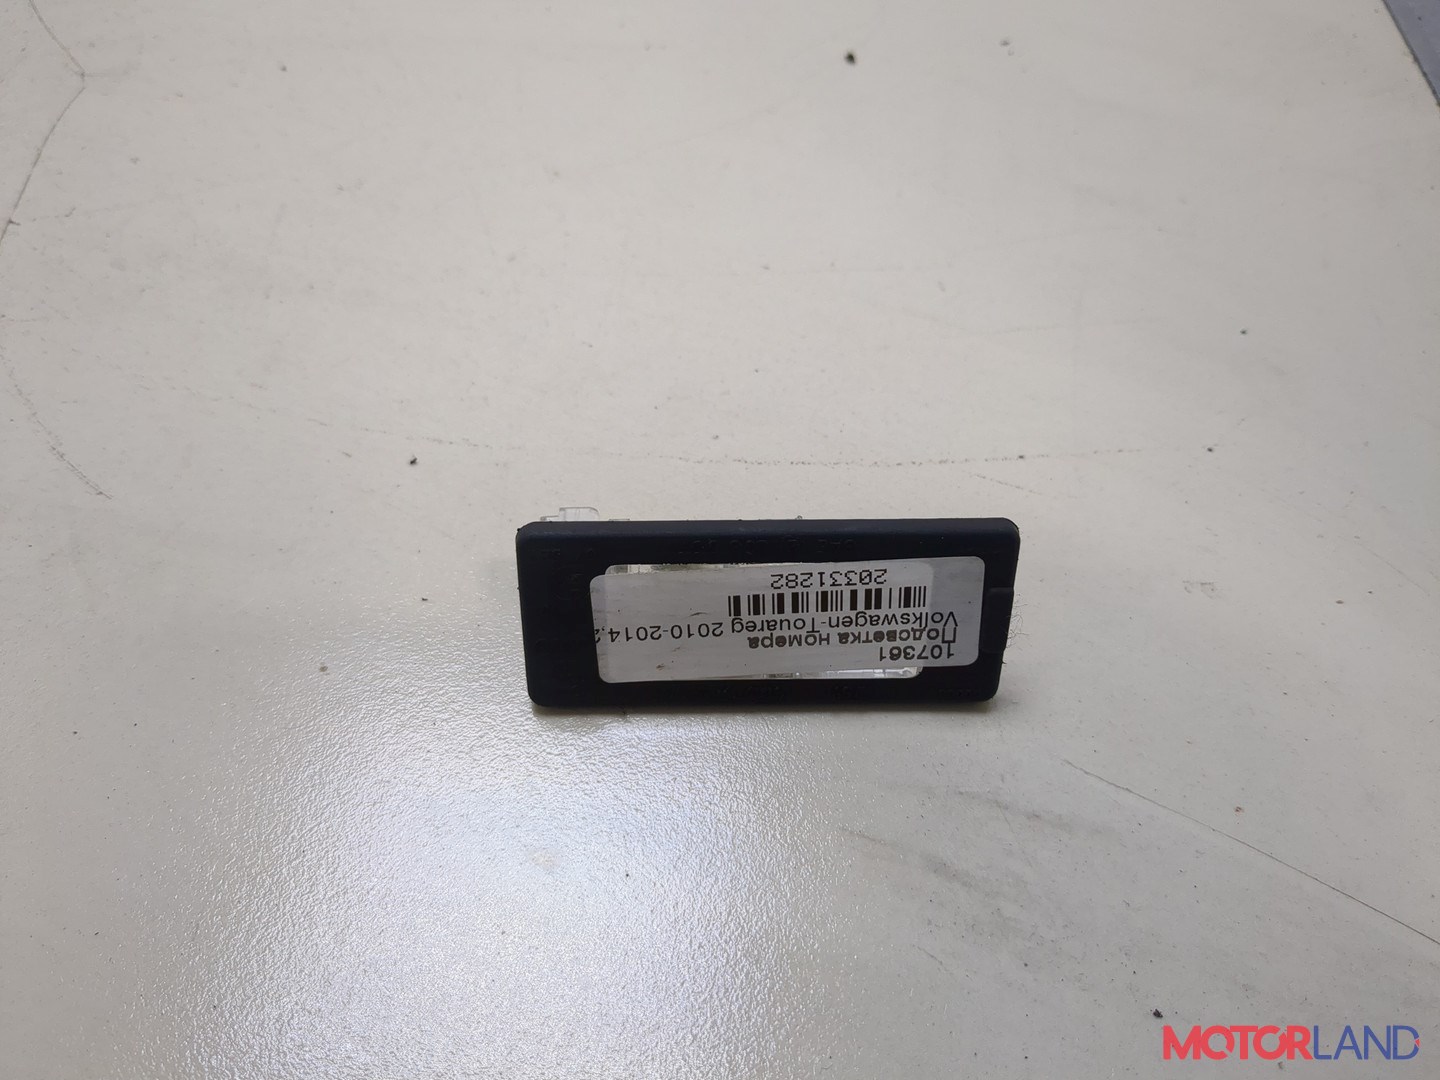 107361
Подсветка номера
Volkswagen-Touareg 2010-2014,
20331282
MOTORLAND